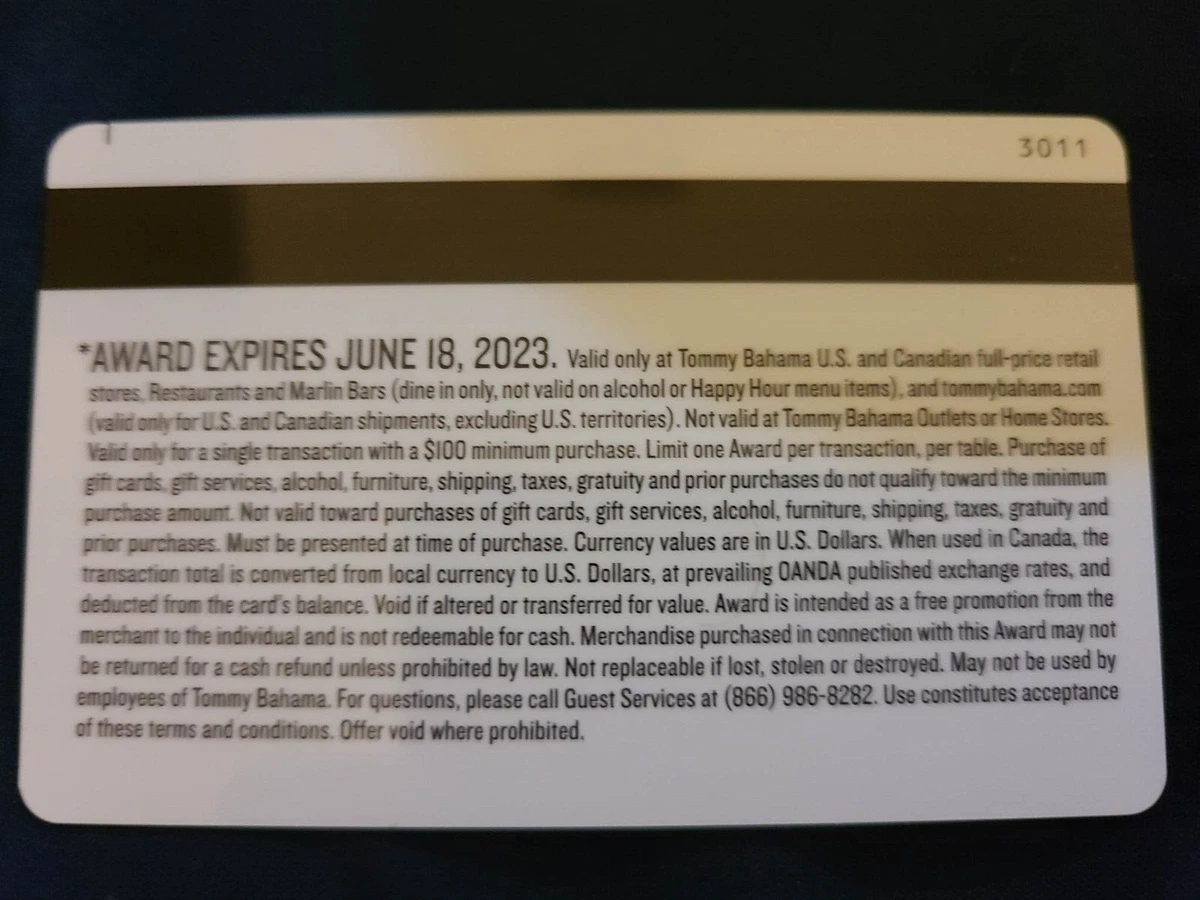 3011
*AWARD EXPIRES JUNE 18, 2023. Valid only at Tommy Bahama U.S. and Canadian full-price retail
stores, Restaurants and Marlin Bars (dine in only, not valid on alcohol or Happy Hour menu items), and tommybahama.com
(valid only for U.S. and Canadian shipments, excluding U.S. territories). Not valid at Tommy Bahama Outlets or Home Stores.
Valid only for a single transaction with a $100 minimum purchase. Limit one Award per transaction, per table. Purchase of
gift cards, gift services, alcohol, furniture, shipping, taxes, gratuity and prior purchases do not qualify toward the minimum
purchase amount. Not valid toward purchases of gift cards, gift services, alcohol, furniture, shipping, taxes, gratuity and
prior purchases. Must be presented at time of purchase. Currency values are in U.S. Dollars. When used in Canada, the
transaction total is converted from local currency to U.S. Dollars, at prevailing OANDA published exchange rates, and
deducted from the card's balance. Void if altered or transferred for value. Award is intended as a free promotion from the
merchant to the individual and is not redeemable for cash. Merchandise purchased in connection with this Award may not
be returned for a cash refund unless prohibited by law. Not replaceable if lost, stolen or destroyed. May not be used by
employees of Tommy Bahama. For questions, please call Guest Services at (866) 986-8282. Use constitutes acceptance
of these terms and conditions. Offer void where prohibited.